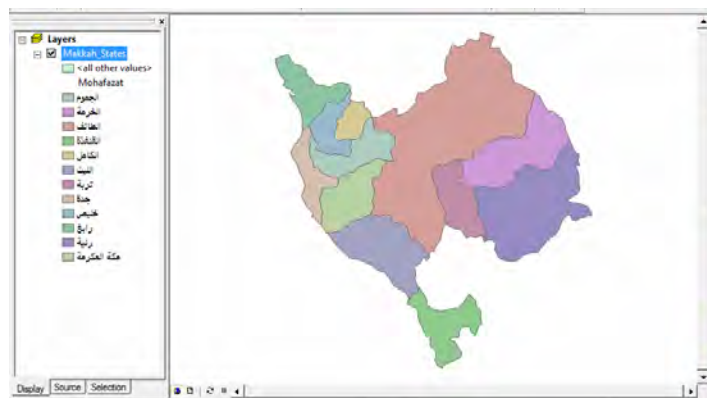 Layers
Makkah_States
<all other values>
Mohafazat
الجموم
الخرمة
الطائف
القنفذة
الكامل
الليث
تربة
جدة
خليص
رابغ
رنية
مكة المكرمة
Display Source Selection